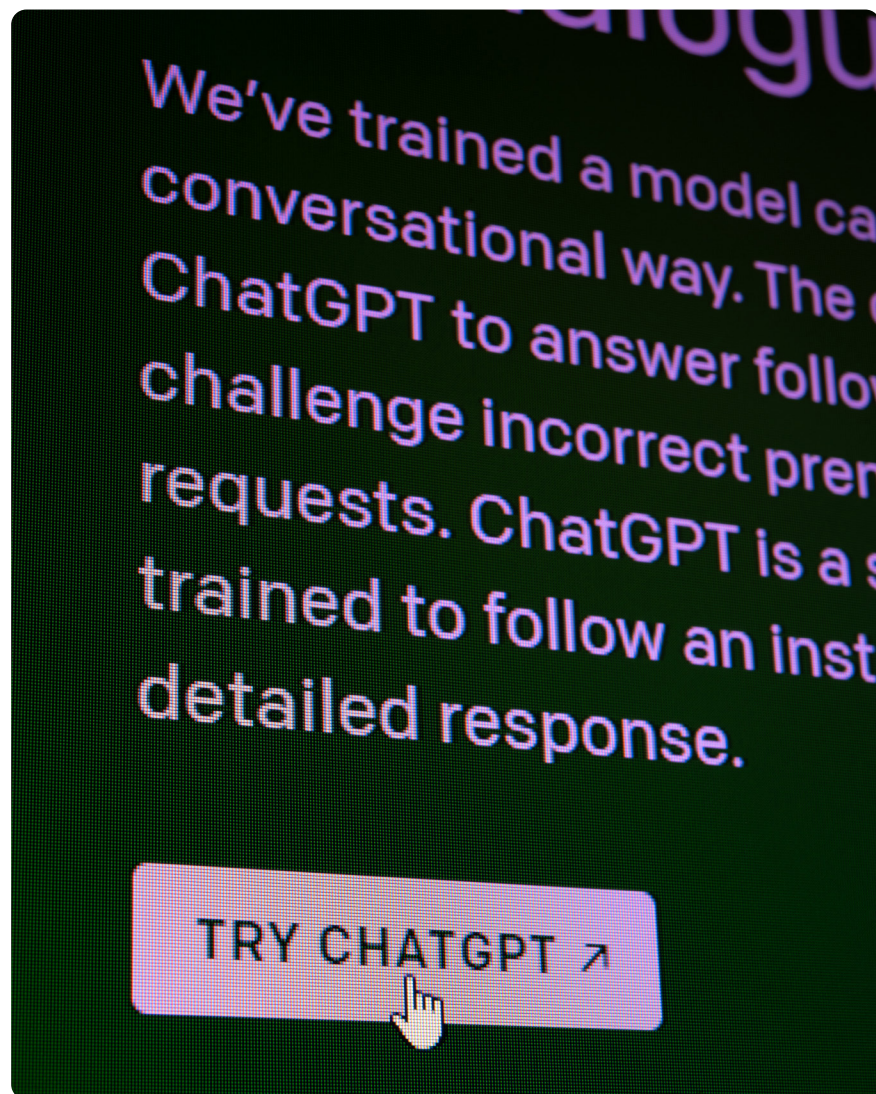 We've trained a model
conversational way. The
ChatGPT to answer
challenge incorrect
requests. ChatGPT is a
trained to follow an
detailed response.
TRY CHATGPT ↗